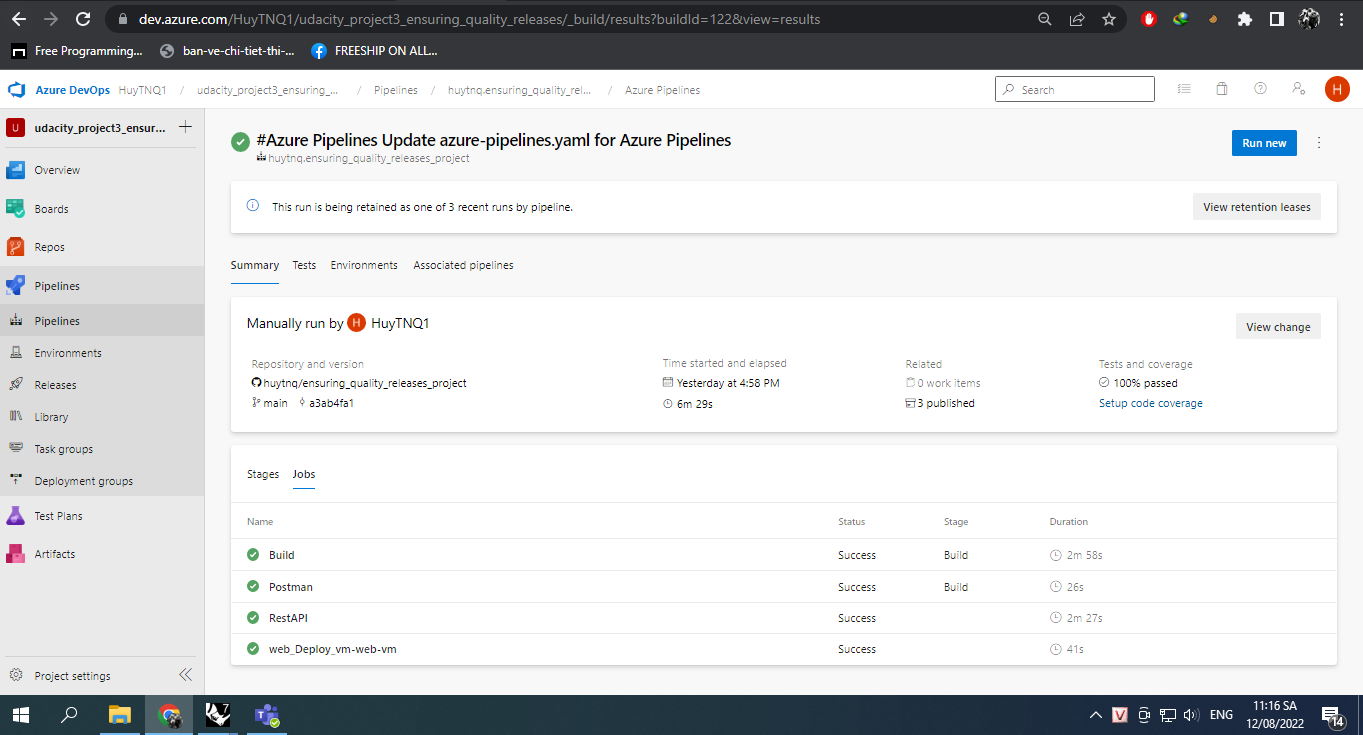 dev.azure.com/HuyTNQ1/udacity_project3_ensuring_quality_releases/_build/results?buildId=122&view=results
Free Programming... ban-ve-chi-tiet-thi-... FREESHIP ON ALL...
Azure DevOps HuyTNQ1 / udacity_project3_ensuring_... / Pipelines / huytnq.ensuring_quality_rel... / Azure Pipelines Search H
U udacity_project3_ensur...
Overview
Boards
Repos
Pipelines
Pipelines
Environments
Releases
Library
Task groups
Deployment groups
Test Plans
Artifacts
Project settings
#Azure Pipelines Update azure-pipelines.yaml for Azure Pipelines
huytnq.ensuring_quality_releases_project
Run new
This run is being retained as one of 3 recent runs by pipeline.
View retention leases
Summary Tests Environments Associated pipelines
Manually run by H HuyTNQ1
View change
Repository and version Time started and elapsed Related Tests and coverage
huytnq/ensuring_quality_releases_project Yesterday at 4:58 PM 0 work items 100% passed
main a3ab4fa1 6m 29s 3 published Setup code coverage
Stages Jobs
Name Status Stage Duration
Build Success Build 2m 58s
Postman Success Build 26s
RestAPI Success 2m 27s
web_Deploy_vm-web-vm Success 41s
7
T
V ENG 11:16 SA
12/08/2022
14